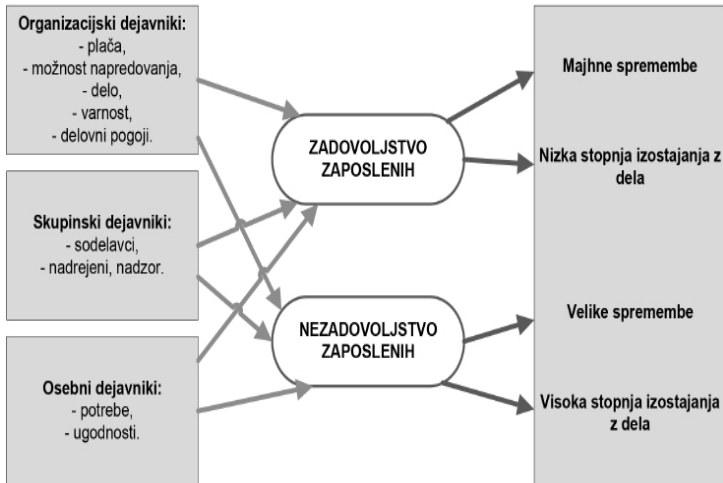 Organizacijski dejavniki:
- plača,
- možnost napredovanja,
- delo,
- varnost,
- delovni pogoji.
Skupinski dejavniki:
- sodelavci,
- nadrejeni, nadzor.
Osebni dejavniki:
- potrebe,
- ugodnosti.
ZADOVOLJSTVO
ZAPOSLENIH
NEZADOVOLJSTVO
ZAPOSLENIH
Majhne spremembe
Nizka stopnja izostajanja z
dela
Velike spremembe
Visoka stopnja izostajanja
z dela